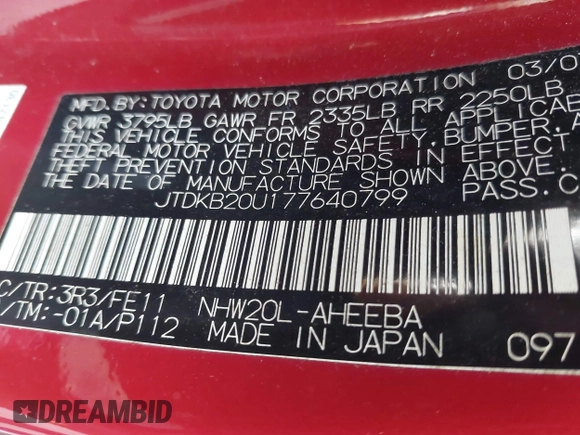 MFD.BY:TOYOTA MOTOR CORPORATION 03/0
GVWR 3795LB GAWR FR 2335LB RR 2250LB
THIS VEHICLE CONFORMS TO ALL APPLICAB
FEDERAL MOTOR VEHICLE SAFETY,BUMPER,A
THEFT PREVENTION STANDARDS IN EFFECT
THE DATE OF MANUFACTURE SHOWN ABOVE.
JTDKB20U177640799 PASS.C
C/TR:3R3/FE11 NHW20L-AHEEBA
/TM:-01A/P112 MADE IN JAPAN 097
DREAMBID